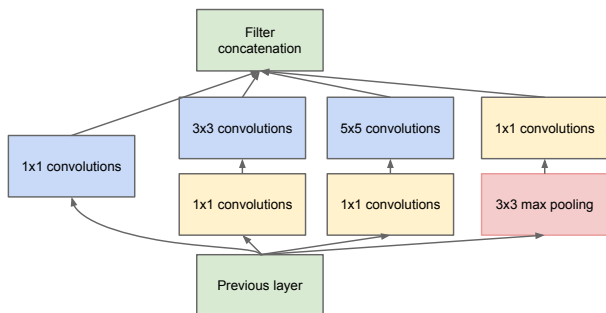 Filter
concatenation
3x3 convolutions
5x5 convolutions
1x1 convolutions
1x1 convolutions
1x1 convolutions
1x1 convolutions
3x3 max pooling
Previous layer